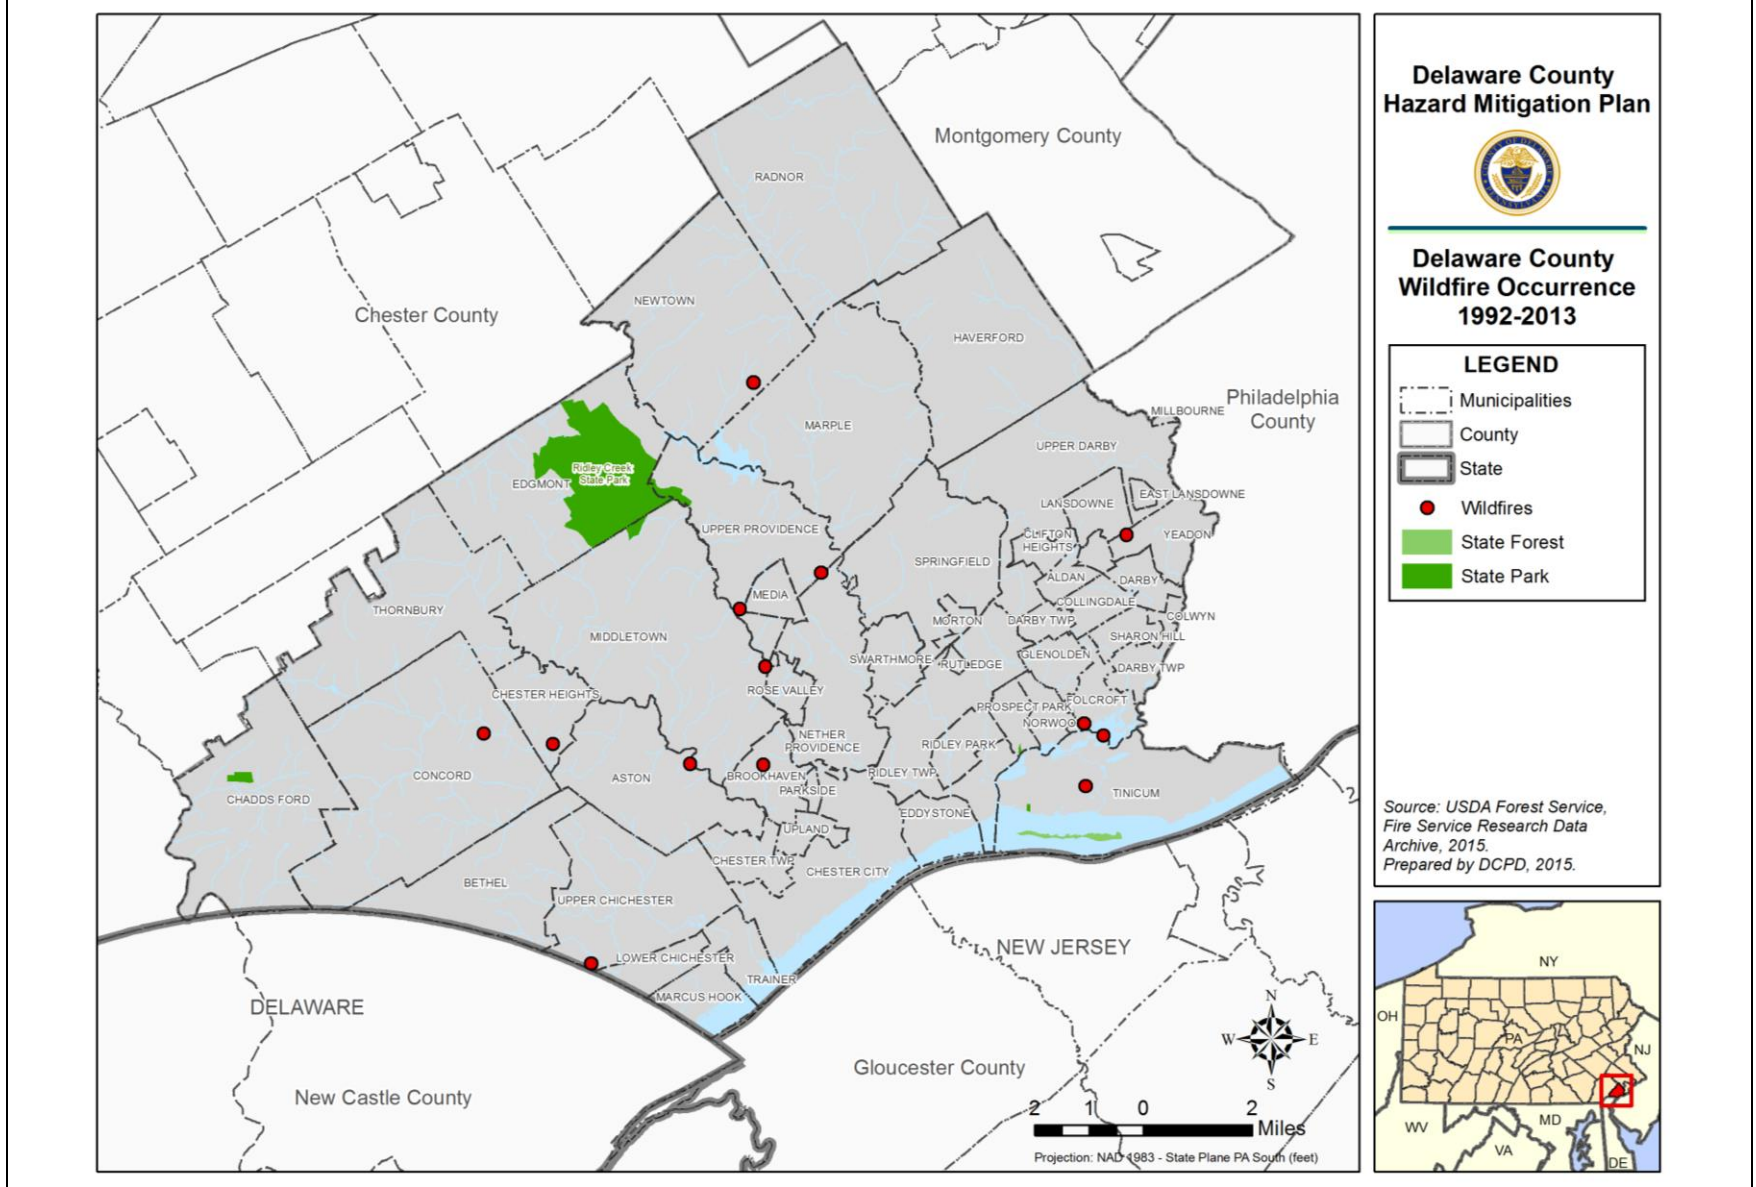 Montgomery County
RADNOR
NEWTOWN
Chester County
HAVERFORD
Philadelphia
County
MILLBOURNE
MARPLE
UPPER DARBY
Ridley Creek
State Park
EDGMONT
EAST LANSDOWNE
LANSDOWNE
UPPER PROVIDENCE
CLIFTON
HEIGHTS
YEADON
SPRINGFIELD
ALDAN
DARBY
MEDIA
COLLINGDALE
THORNBURY
MORTON
DARBY TWP
COLWYN
MIDDLETOWN
SHARON HILL
SWARTHMORE
RUTLEDGE
GLENOLDEN
DARBY TWP
CHESTER HEIGHTS
ROSE VALLEY
FOLCROFT
PROSPECT PARK
NORWOO
NETHER
PROVIDENCE
RIDLEY PARK
CONCORD
ASTON
BROOKHAVEN
RIDLEY TWP
PARKSIDE
TINICUM
CHADDS FORD
EDDYSTONE
UPLAND
CHESTER TWP
CHESTER CITY
BETHEL
UPPER CHICHESTER
NEW JERSEY
LOWER CHICHESTER
TRAINER
MARCUS HOOK
DELAWARE
Gloucester County
New Castle County
N
W
E
S
2 1 0 2
Miles
Projection: NAD 1983 - State Plane PA South (feet)
Delaware County
Hazard Mitigation Plan
Delaware County
Wildfire Occurrence
1992-2013
LEGEND
Municipalities
County
State
Wildfires
State Forest
State Park
Source: USDA Forest Service,
Fire Service Research Data
Archive, 2015.
Prepared by DCPD, 2015.
NY
OH
PA
NJ
WV
MD
VA
DE